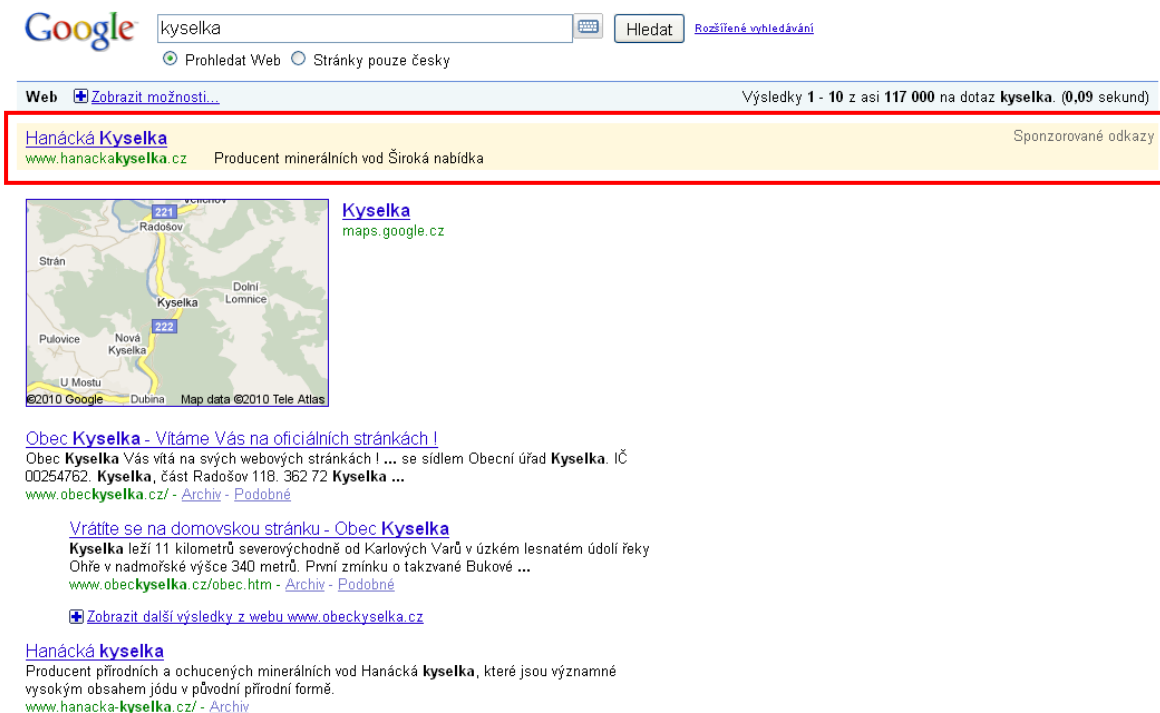 Google kyselka Hledat Rozšířené vyhledávání
Prohledat Web Stránky pouze česky
Web Zobrazit možnosti... Výsledky 1 - 10 z asi 117 000 na dotaz kyselka. (0,09 sekund)
Hanácká Kyselka Sponzorované odkazy
www.hanackakyselka.cz Producent minerálních vod Široká nabídka
Kyselka
maps.google.cz
Velichov
221
Radošov
Stráň
Dolní
Lomnice
Kyselka
222
Pulovice
Nová
Kyselka
U Mostu
©2010 Google Dubina Map data ©2010 Tele Atlas
Obec Kyselka - Vítáme Vás na oficiálních stránkách !
Obec Kyselka Vás vítá na svých webových stránkách ! ... se sídlem Obecní úřad Kyselka. IČ
00254762. Kyselka, část Radošov 118. 362 72 Kyselka ...
www.obeckyselka.cz/ - Archiv - Podobné
Vrátíte se na domovskou stránku - Obec Kyselka
Kyselka leží 11 kilometrů severovýchodně od Karlových Varů v úzkém lesnatém údolí řeky
Ohře v nadmořské výšce 340 metrů. První zmínku o takzvané Bukové ...
www.obeckyselka.cz/obec.htm - Archiv - Podobné
Zobrazit další výsledky z webu www.obeckyselka.cz
Hanácká kyselka
Producent přírodních a ochucených minerálních vod Hanácká kyselka, které jsou významné
vysokým obsahem jódu v původní přírodní formě.
www.hanacka-kyselka.cz/ - Archiv